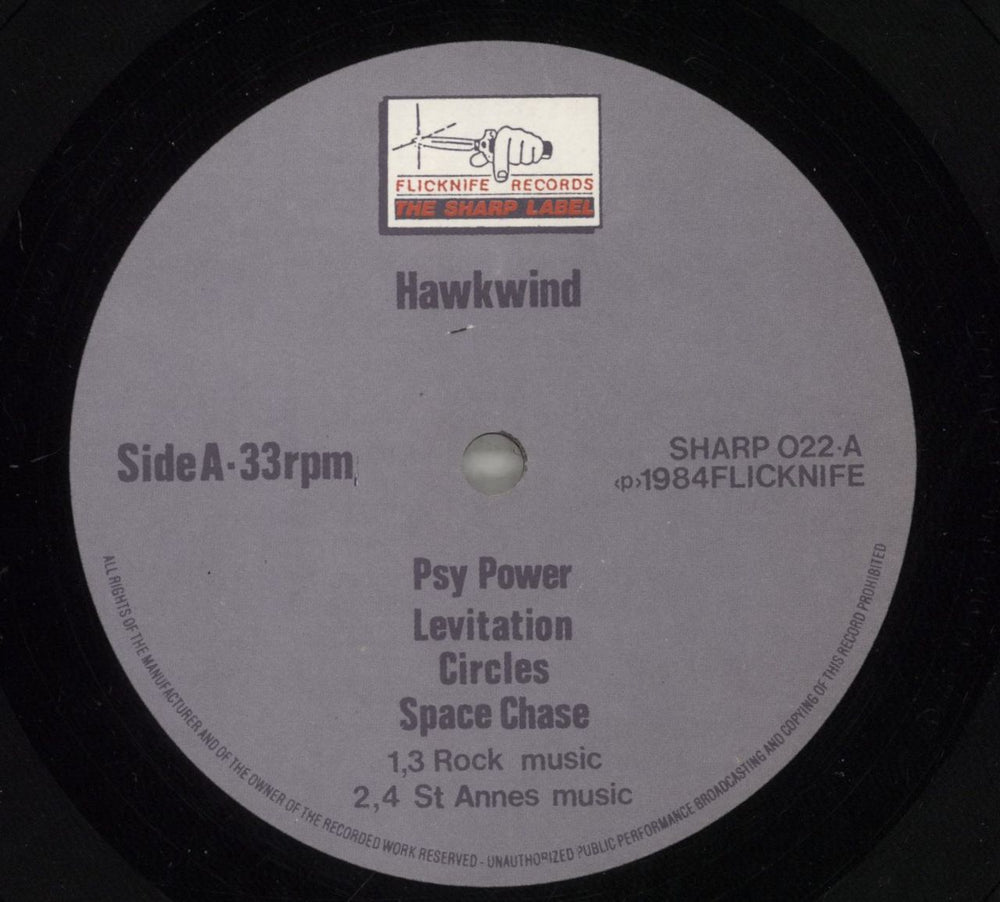 FLICKNIFE RECORDS
THE SHARP LABEL
Hawkwind
Side A·33rpm
SHARP 022·A
‹p›1984FLICKNIFE
Psy Power
Levitation
Circles
Space Chase
1,3 Rock music
2,4 St Annes music
ALL RIGHTS OF THE MANUFACTURER AND OF THE OWNER OF THE RECORDED WORK RESERVED - UNAUTHORIZED PUBLIC PERFORMANCE BROADCASTING AND COPYING OF THIS RECORD PROHIBITED